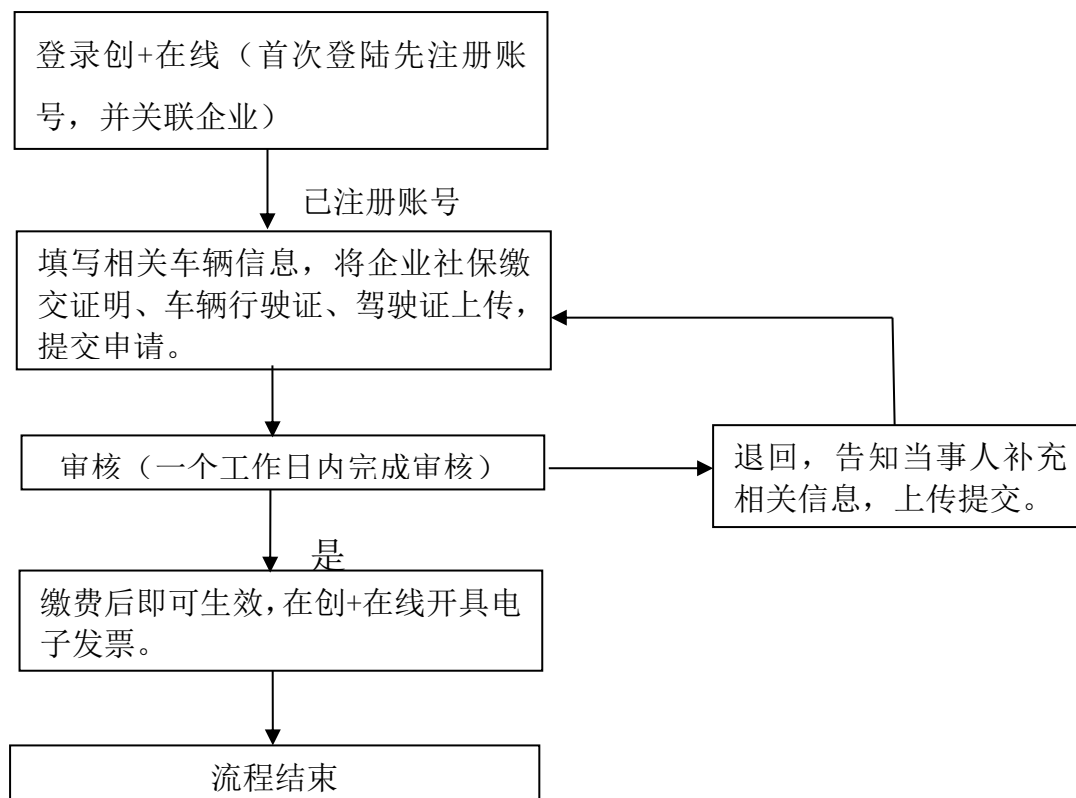 登录创+在线（首次登陆先注册账
号，并关联企业）
已注册账号
填写相关车辆信息，将企业社保缴
交证明、车辆行驶证、驾驶证上传，
提交申请。
审核（一个工作日内完成审核）
退回，告知当事人补充
相关信息，上传提交。
是
缴费后即可生效，在创+在线开具电
子发票。
流程结束